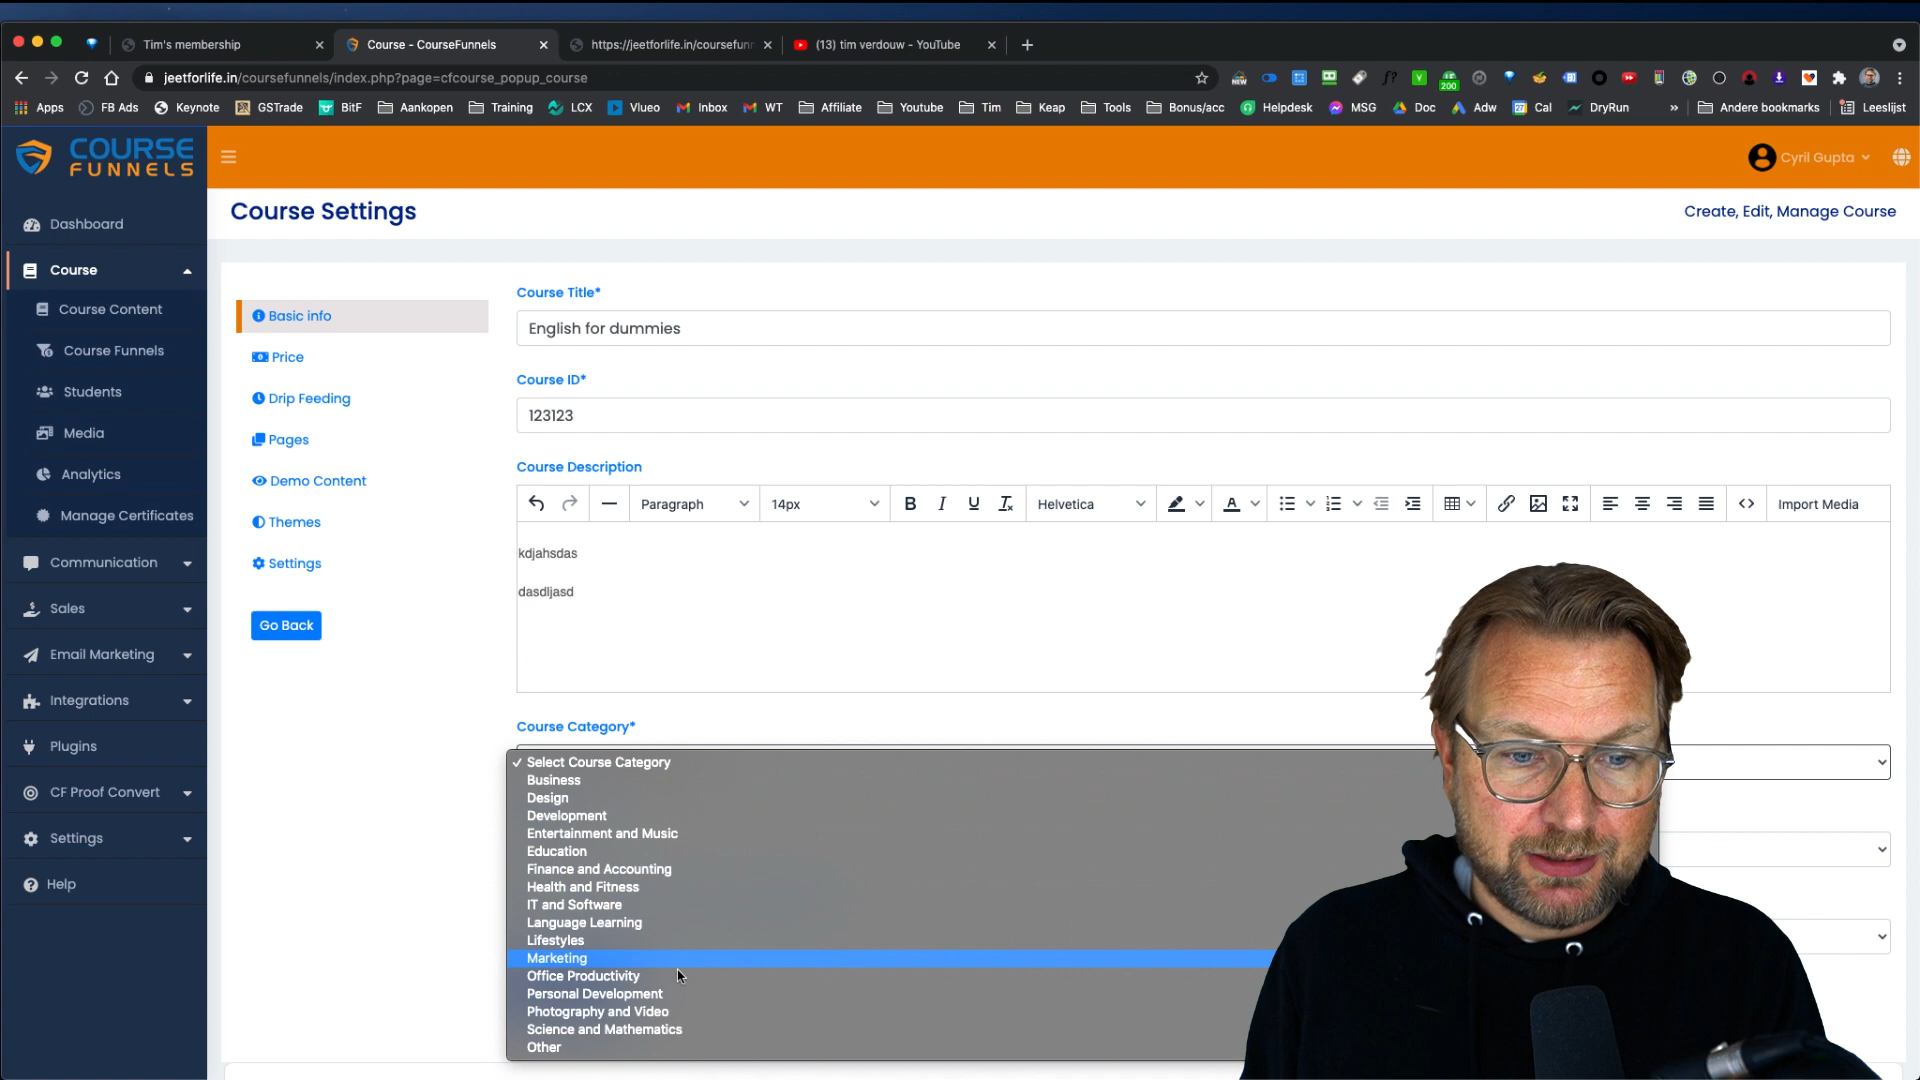 Tim's membership
Course - CourseFunnels
https://jeetforlife.in/coursefunn
(13) tim verdouw - YouTube
jeetforlife.in/coursefunnels/index.php?page=cfcourse_popup_course
NEW
200
Apps FB Ads Keynote GSTrade BitF Aankopen Training LCX Vlueo Inbox WT Affiliate Youtube Tim Keap Tools Bonus/acc Helpdesk MSG Doc Adw Cal DryRun » Andere bookmarks Leeslijst
COURSE
FUNNELS
Cyril Gupta
Dashboard
Course
Course Content
Course Funnels
Students
Media
Analytics
Manage Certificates
Communication
Sales
Email Marketing
Integrations
Plugins
CF Proof Convert
Settings
Help
Course Settings
Create, Edit, Manage Course
Basic info
Price
Drip Feeding
Pages
Demo Content
Themes
Settings
Go Back
Course Title*
English for dummies
Course ID*
123123
Course Description
Paragraph 14px B I U Helvetica A Import Media
kdjahsdas
dasdljasd
Course Category*
✓ Select Course Category
Business
Design
Development
Entertainment and Music
Education
Finance and Accounting
Health and Fitness
IT and Software
Language Learning
Lifestyles
Marketing
Office Productivity
Personal Development
Photography and Video
Science and Mathematics
Other